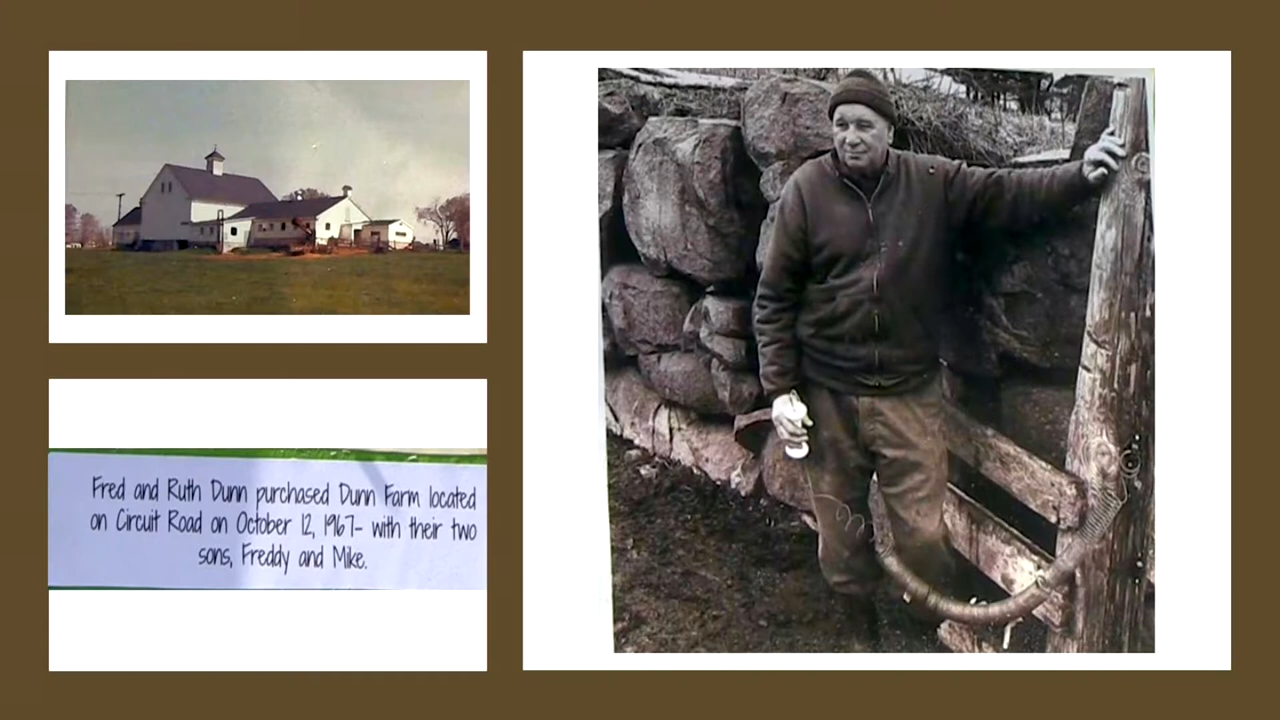 Fred and Ruth Dunn purchased Dunn Farm located
on Circuit Road on October 12, 1967- with their two
sons, Freddy and Mike.